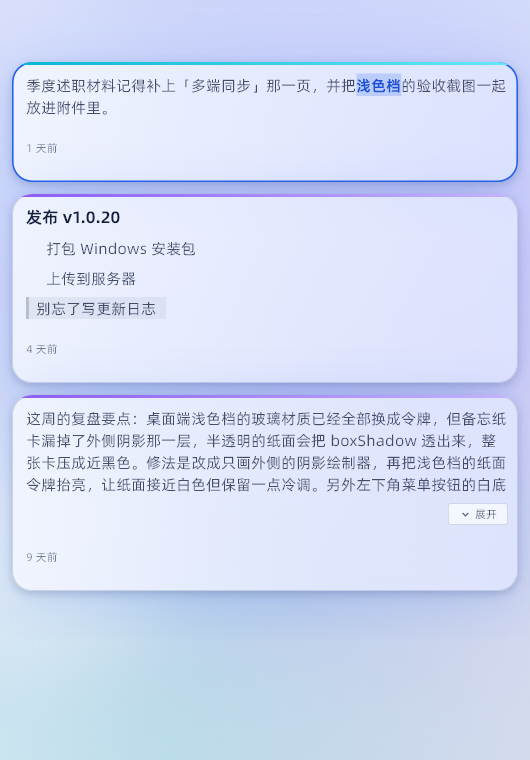 季度述职材料记得补上「多端同步」那一页，并把浅色档的验收截图一起
放进附件里。
1 天前
发布 v1.0.20
打包 Windows 安装包
上传到服务器
别忘了写更新日志
4 天前
这周的复盘要点：桌面端浅色档的玻璃材质已经全部换成令牌，但备忘纸
卡漏掉了外侧阴影那一层，半透明的纸面会把 boxShadow 透出来，整
张卡压成近黑色。修法是改成只画外侧的阴影绘制器，再把浅色档的纸面
令牌抬亮，让纸面接近白色但保留一点冷调。另外左下角菜单按钮的白底
展开
9 天前